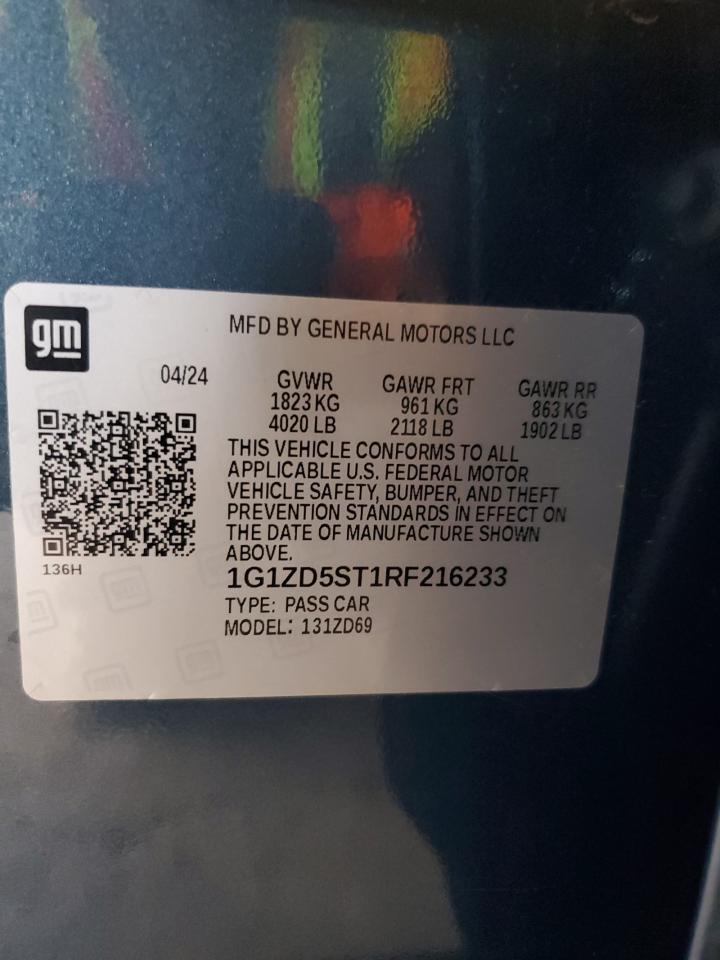 gm
MFD BY GENERAL MOTORS LLC
04/24
GVWR GAWR FRT GAWR RR
1823 KG 961 KG 863 KG
4020 LB 2118 LB 1902 LB
THIS VEHICLE CONFORMS TO ALL
APPLICABLE U.S. FEDERAL MOTOR
VEHICLE SAFETY, BUMPER, AND THEFT
PREVENTION STANDARDS IN EFFECT ON
THE DATE OF MANUFACTURE SHOWN
ABOVE.
136H
1G1ZD5ST1RF216233
TYPE: PASS CAR
MODEL: 131ZD69